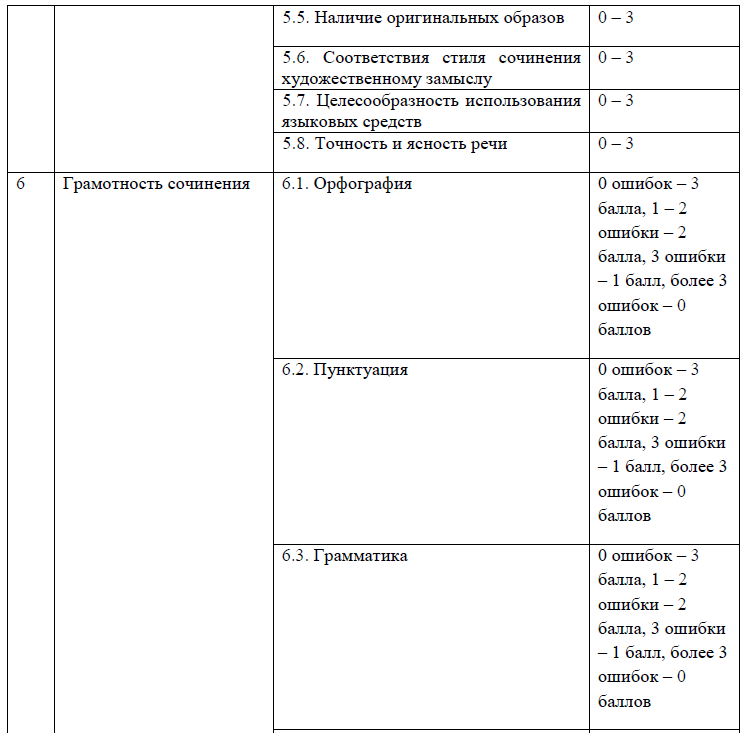 5.5. Наличие оригинальных образов 0 – 3
5.6. Соответствия стиля сочинения 0 – 3
художественному замыслу
5.7. Целесообразность использования 0 – 3
языковых средств
5.8. Точность и ясность речи 0 – 3
6 Грамотность сочинения 6.1. Орфография 0 ошибок – 3
балла, 1 – 2
ошибки – 2
балла, 3 ошибки
– 1 балл, более 3
ошибок – 0
баллов
6.2. Пунктуация 0 ошибок – 3
балла, 1 – 2
ошибки – 2
балла, 3 ошибки
– 1 балл, более 3
ошибок – 0
баллов
6.3. Грамматика 0 ошибок – 3
балла, 1 – 2
ошибки – 2
балла, 3 ошибки
– 1 балл, более 3
ошибок – 0
баллов